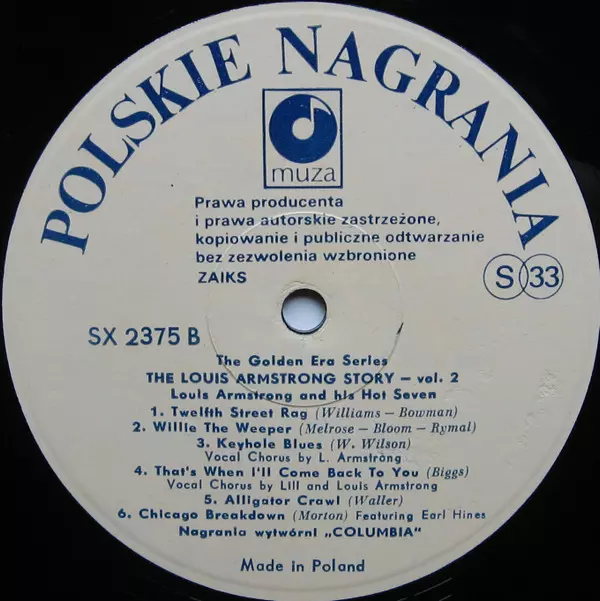 POLSKIE NAGRANIA
muza
Prawa producenta
i prawa autorskie zastrzeżone,
kopiowanie i publiczne odtwarzanie
bez zezwolenia wzbronione
ZAIKS
S 33
SX 2375 B
The Golden Era Series
THE LOUIS ARMSTRONG STORY – vol. 2
Louis Armstrong and his Hot Seven
1. Twelfth Street Rag (Williams – Bowman)
2. Willie The Weeper (Melrose – Bloom – Rymal)
3. Keyhole Blues (W. Wilson)
Vocal Chorus by L. Armstrong
4. That's When I'll Come Back To You (Biggs)
Vocal Chorus by Lill and Louis Armstrong
5. Alligator Crawl (Waller)
6. Chicago Breakdown (Morton) Featuring Earl Hines
Nagrania wytwórni „COLUMBIA"
Made in Poland